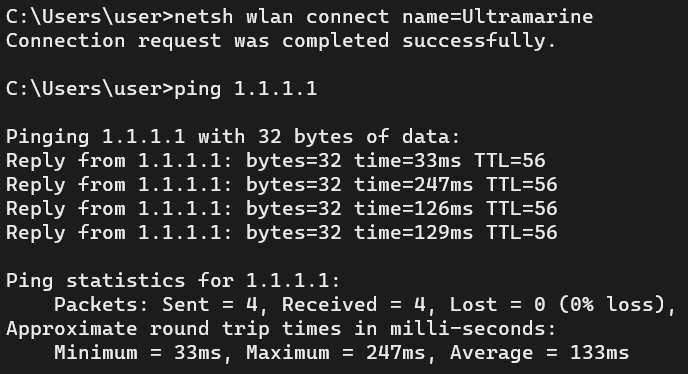 C:\Users\user>netsh wlan connect name=Ultramarine
Connection request was completed successfully.
C:\Users\user>ping 1.1.1.1
Pinging 1.1.1.1 with 32 bytes of data:
Reply from 1.1.1.1: bytes=32 time=33ms TTL=56
Reply from 1.1.1.1: bytes=32 time=247ms TTL=56
Reply from 1.1.1.1: bytes=32 time=126ms TTL=56
Reply from 1.1.1.1: bytes=32 time=129ms TTL=56
Ping statistics for 1.1.1.1:
    Packets: Sent = 4, Received = 4, Lost = 0 (0% loss),
Approximate round trip times in milli-seconds:
    Minimum = 33ms, Maximum = 247ms, Average = 133ms